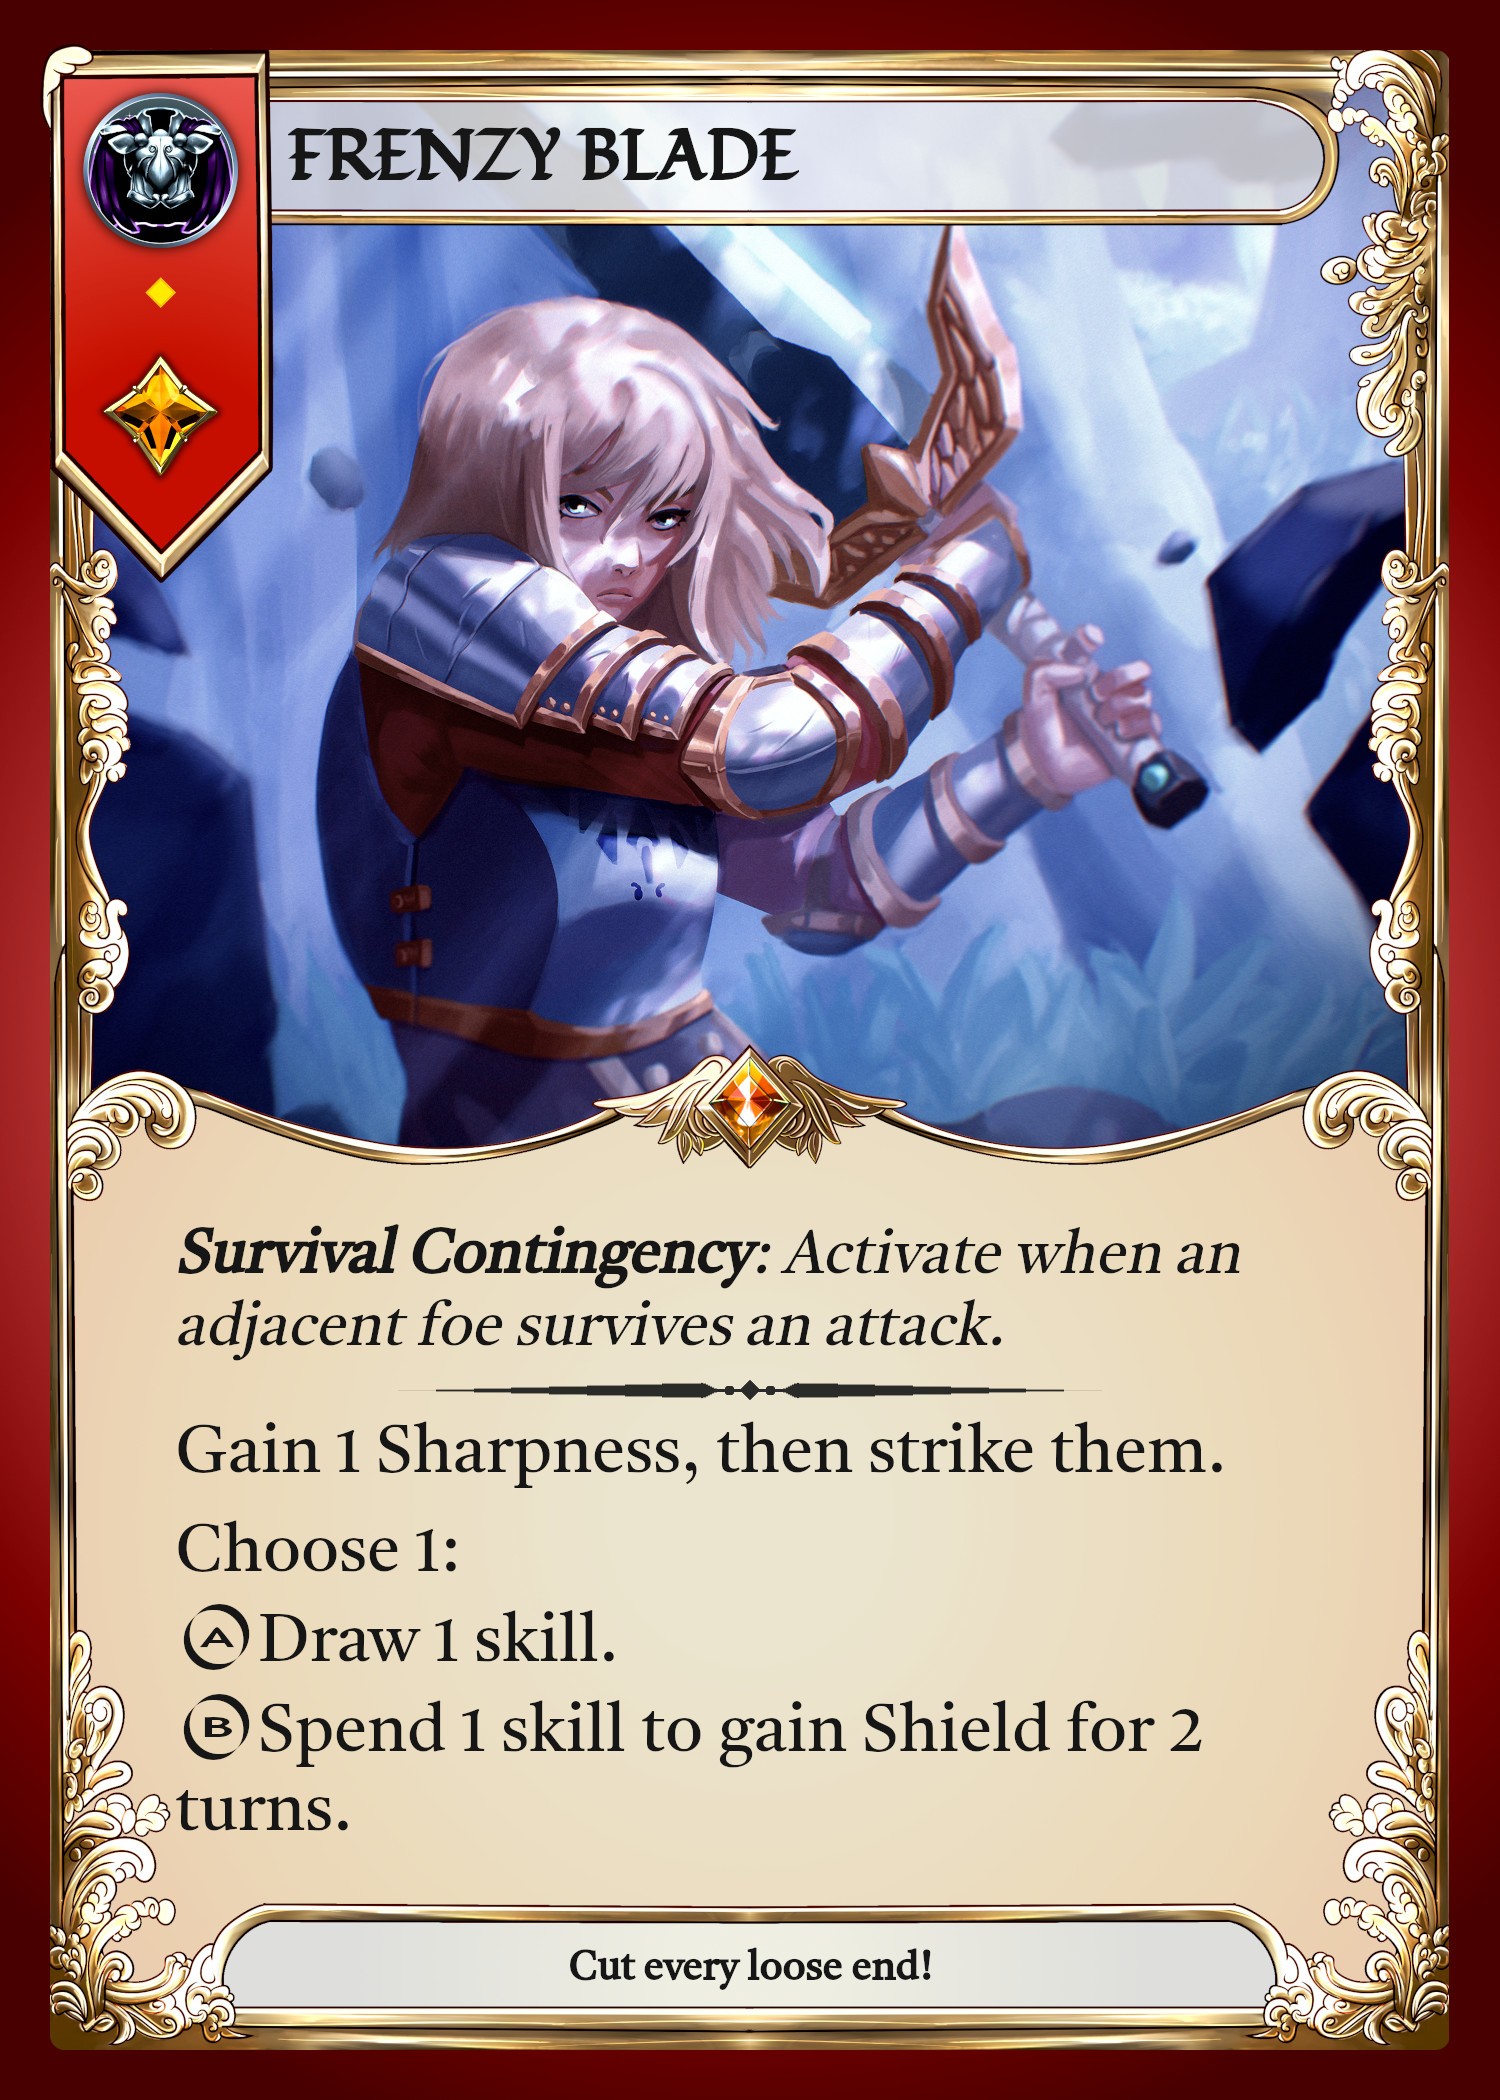 FRENZY BLADE
Survival Contingency: Activate when an
adjacent foe survives an attack.
Gain 1 Sharpness, then strike them.
Choose 1:
A Draw 1 skill.
B Spend 1 skill to gain Shield for 2
turns.
Cut every loose end!